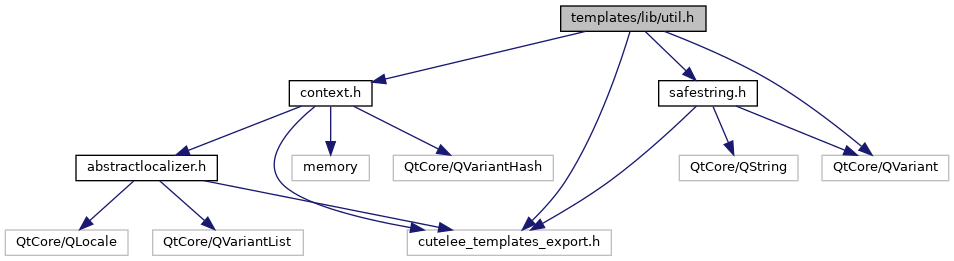 templates/lib/util.h
context.h
safestring.h
abstractlocalizer.h
memory
QtCore/QVariantHash
QtCore/QString
QtCore/QVariant
QtCore/QLocale
QtCore/QVariantList
cutelee_templates_export.h